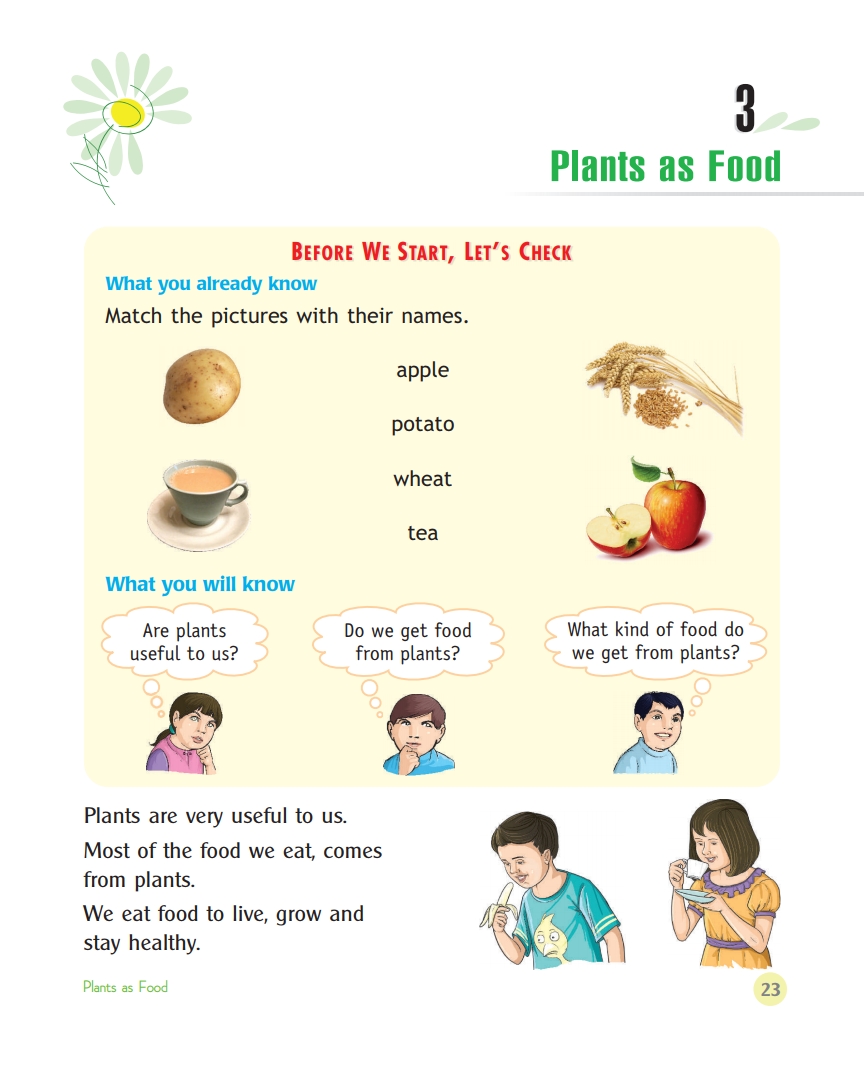 3
Plants as Food
BEFORE WE START, LET'S CHECK
What you already know
Match the pictures with their names.
apple
potato
wheat
tea
What you will know
Are plants
useful to us?
Do we get food
from plants?
What kind of food do
we get from plants?
Plants are very useful to us.
Most of the food we eat, comes
from plants.
We eat food to live, grow and
stay healthy.
Plants as Food
23